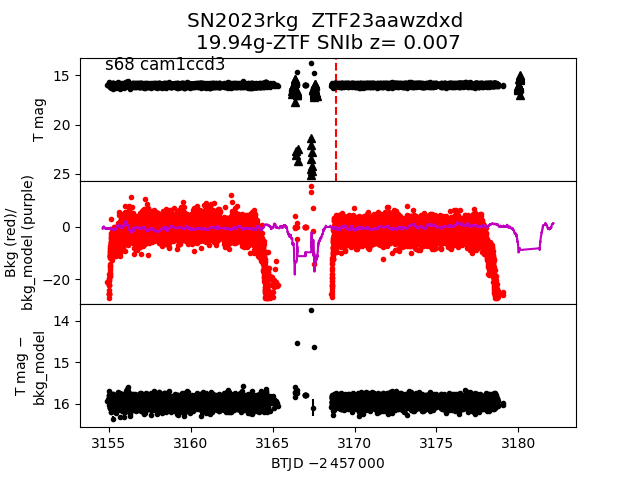 SN2023rkg  ZTF23aawzdxd
19.94g-ZTF SNIb z= 0.007
s68 cam1ccd3
T mag
15
20
25
Bkg (red)/
bkg_model (purple)
0
−20
T mag −
bkg_model
14
15
16
3155 3160 3165 3170 3175 3180
BTJD −2 457 000